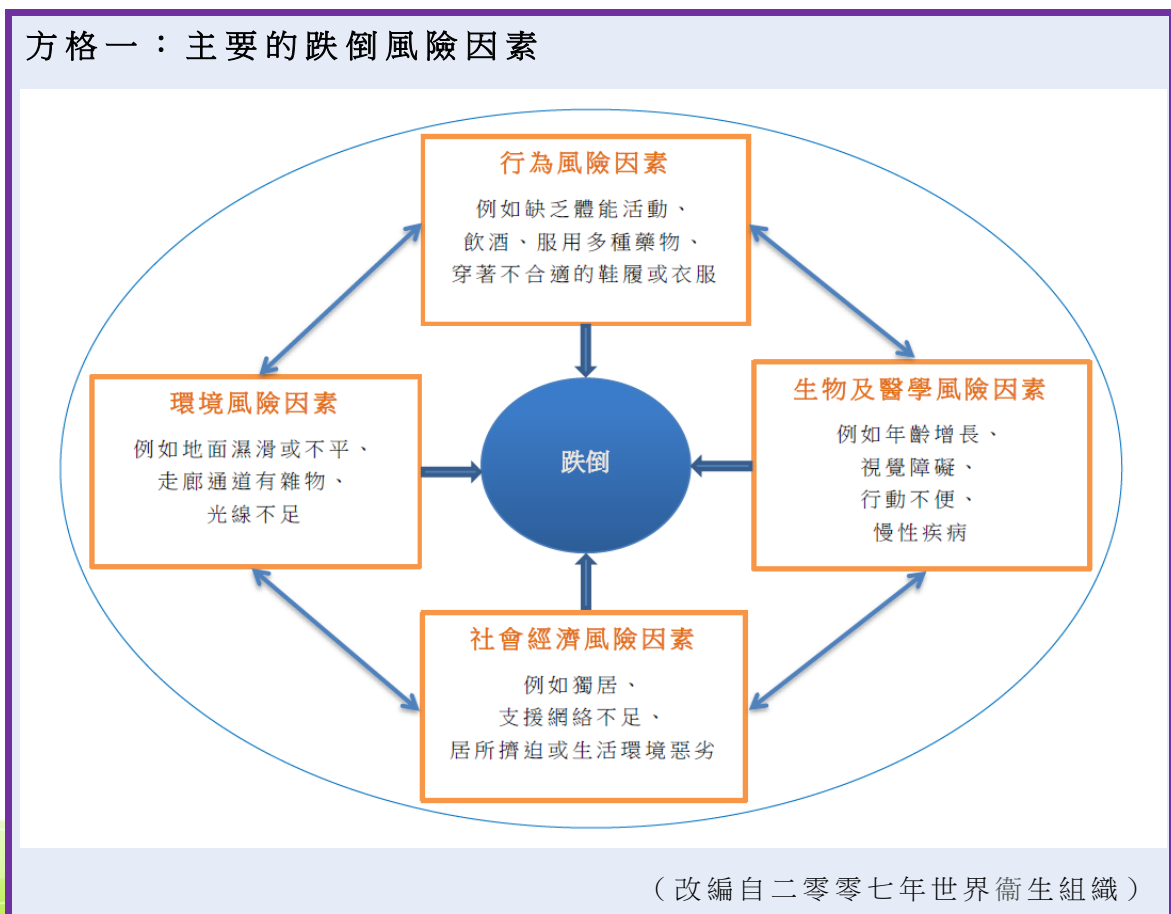 方格一：主要的跌倒風險因素
行為風險因素
例如缺乏體能活動、
飲酒、服用多種藥物、
穿著不合適的鞋履或衣服
環境風險因素
例如地面濕滑或不平、
走廊通道有雜物、
光線不足
跌倒
生物及醫學風險因素
例如年齡增長、
視覺障礙、
行動不便、
慢性疾病
社會經濟風險因素
例如獨居、
支援網絡不足、
居所擠迫或生活環境惡劣
（改編自二零零七年世界衞生組織）